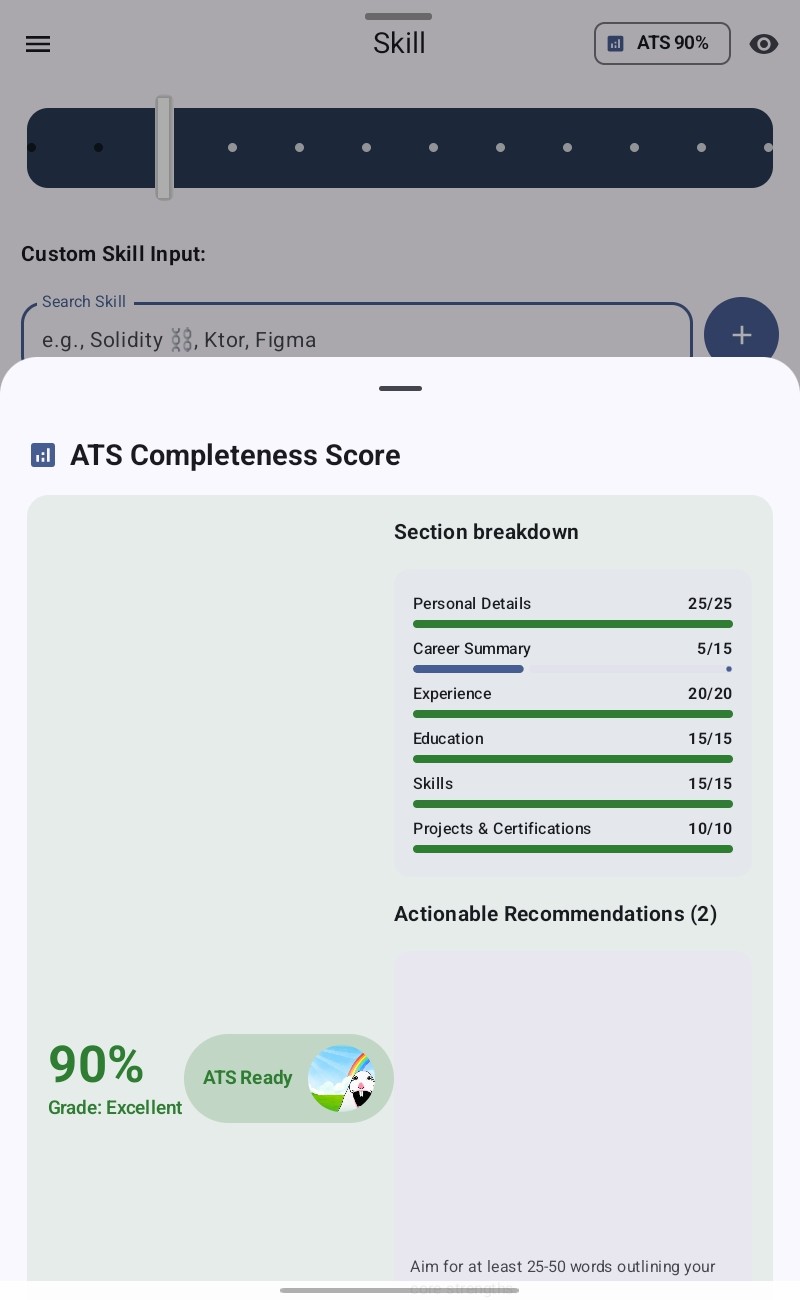 Skill
ATS 90%
Custom Skill Input:
Search Skill
e.g., Solidity ⛓️, Ktor, Figma
ATS Completeness Score
Section breakdown
Personal Details 25/25
Career Summary 5/15
Experience 20/20
Education 15/15
Skills 15/15
Projects & Certifications 10/10
Actionable Recommendations (2)
90%
Grade: Excellent
ATS Ready
Aim for at least 25-50 words outlining your
core strengths.